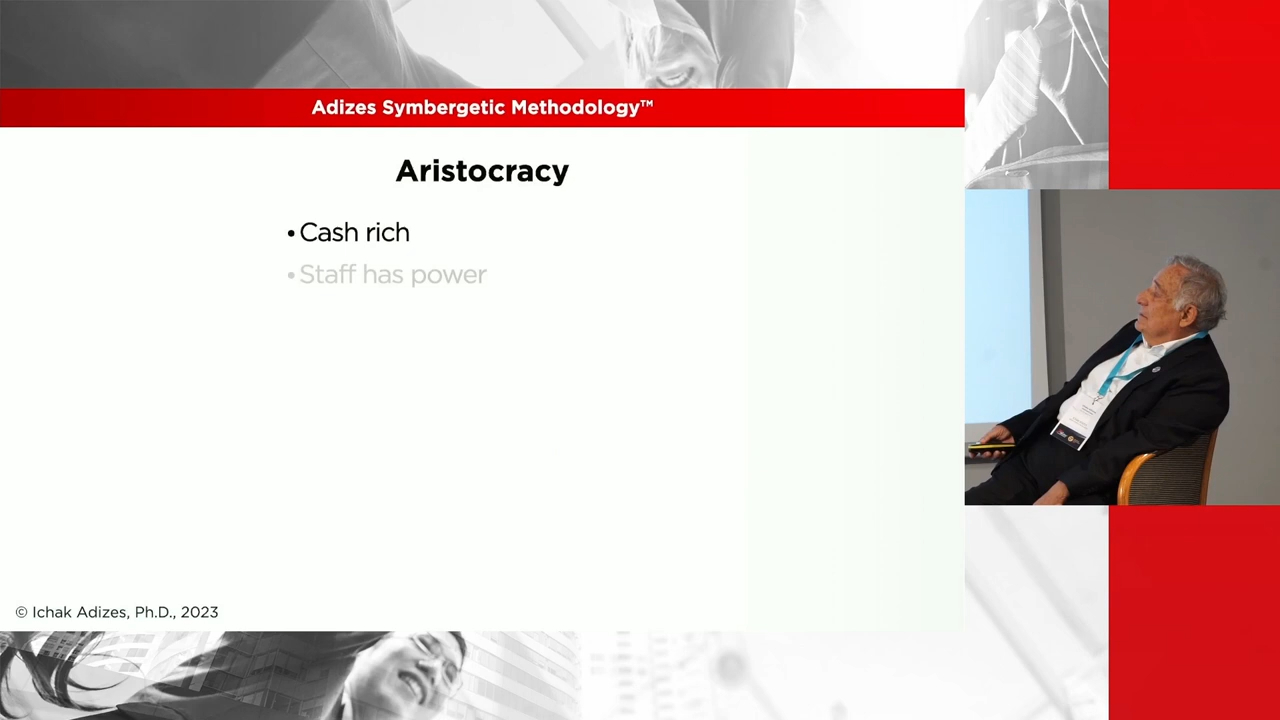 Adizes Symbergetic Methodology™
Aristocracy
• Cash rich
• Staff has power
© Ichak Adizes, Ph.D., 2023